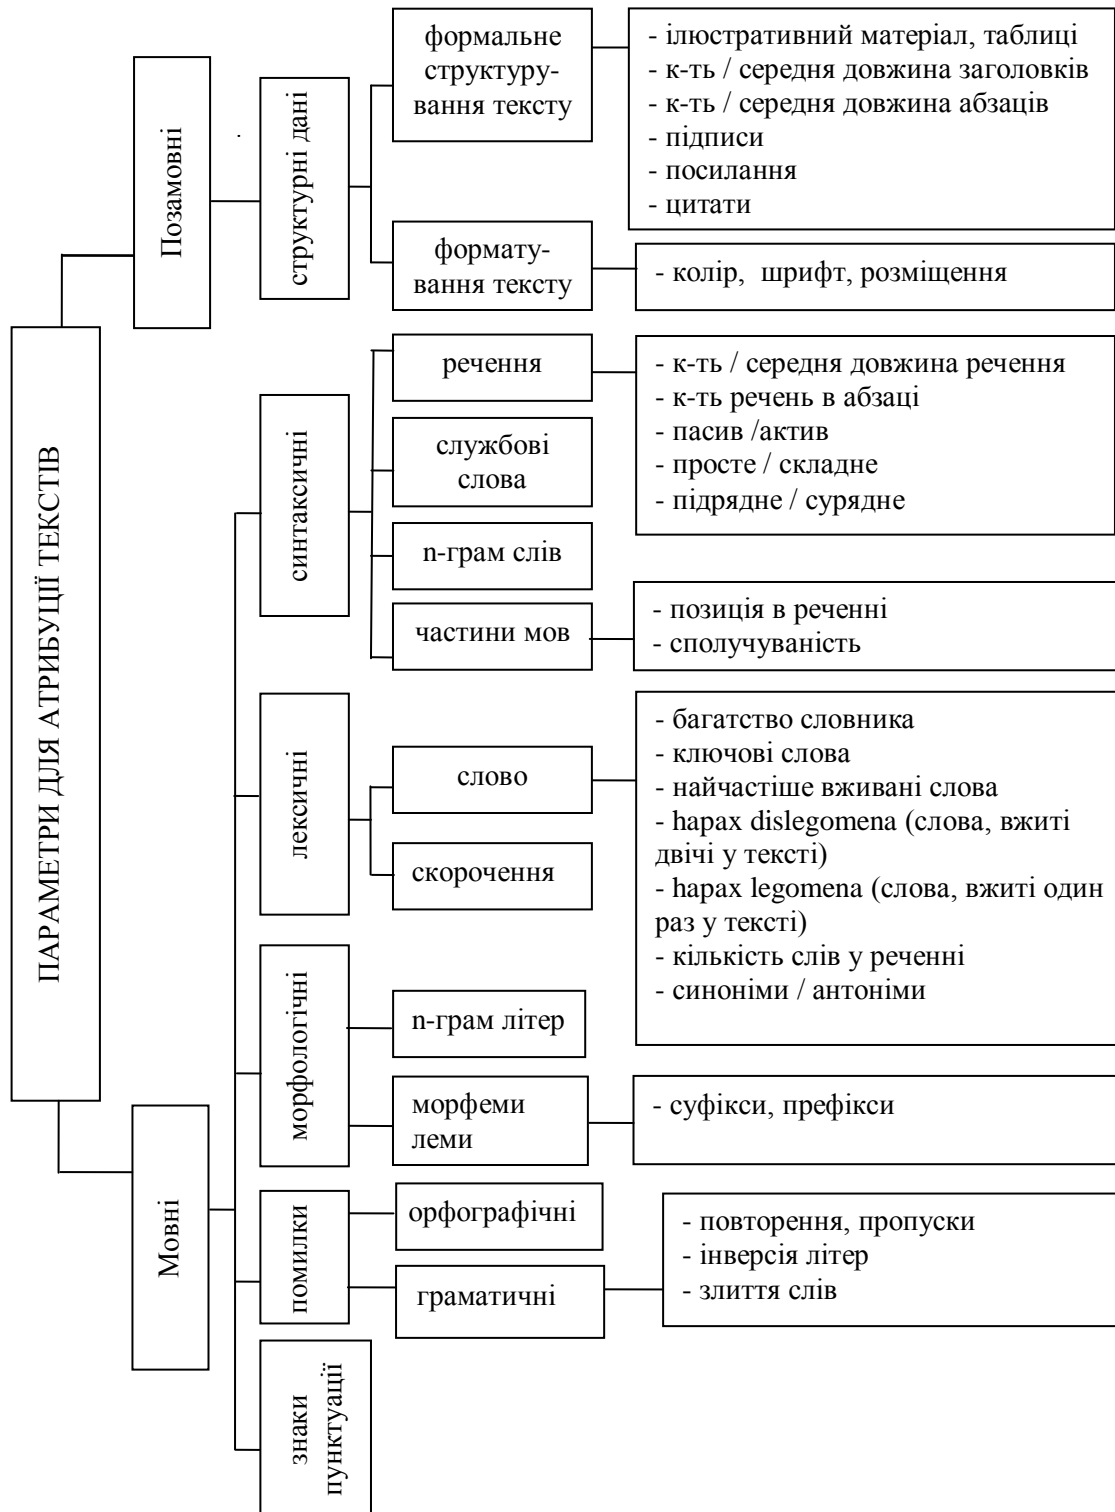 ПАРАМЕТРИ ДЛЯ АТРИБУЦІЇ ТЕКСТІВ
Позамовні
структурні дані
формальне
структуру-
вання тексту
- ілюстративний матеріал, таблиці
- к-ть / середня довжина заголовків
- к-ть / середня довжина абзаців
- підписи
- посилання
- цитати
формату-
вання тексту
- колір, шрифт, розміщення
Мовні
синтаксичні
речення
- к-ть / середня довжина речення
- к-ть речень в абзаці
- пасив /актив
- просте / складне
- підрядне / сурядне
службові
слова
n-грам слів
частини мов
- позиція в реченні
- сполучуваність
лексичні
слово
- багатство словника
- ключові слова
- найчастіше вживані слова
- hapax dislegomena (слова, вжиті
двічі у тексті)
- hapax legomena (слова, вжиті один
раз у тексті)
- кількість слів у реченні
- синоніми / антоніми
скорочення
морфологічні
n-грам літер
морфеми
леми
- суфікси, префікси
помилки
орфографічні
граматичні
- повторення, пропуски
- інверсія літер
- злиття слів
знаки
пунктуації